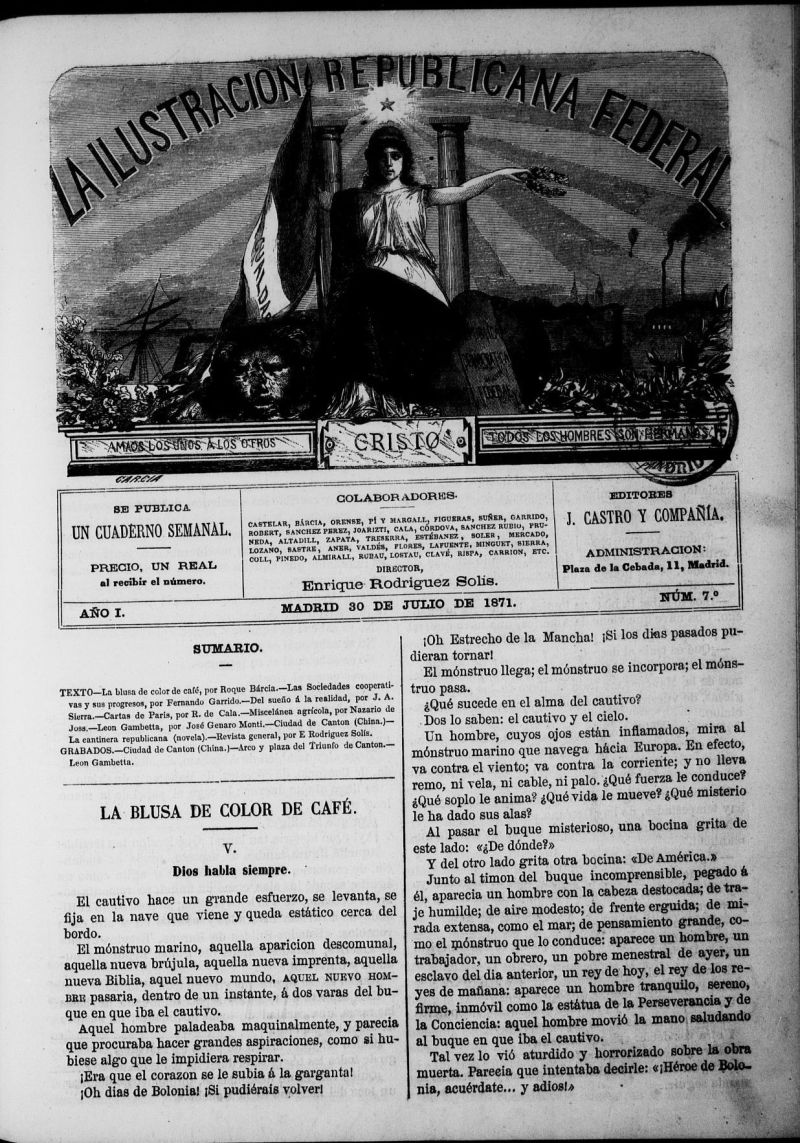 LA ILUSTRACION REPUBLICANA FEDERAL
IGUALDAD
AMAOS LOS UNOS A LOS OTROS
CRISTO
TODOS LOS HOMBRES SON HERMANOS
GARCIA
MADRID
SE PUBLICA
UN CUADERNO SEMANAL.
PRECIO, UN REAL
al recibir el número.
COLABORADORES.
CASTELAR, BÁRCIA, ORENSE, PÍ Y MARGALL, FIGUERAS, SUÑER, GARRIDO,
ROBERT, SANCHEZ PEREZ, JOARIZTI, CALA, CÓRDOVA, SANCHEZ RUBIO, PRU-
NEDA, ALTADILL, ZAPATA, TRESERRA, ESTÉBANEZ, SOLER, MERCADO,
LOZANO, SASTRE, ANER, VALDÉS, FLORES, LAFUENTE, MINGUET, SIERRA,
COLL, PINEDO, ALMIRALL, RUBAU, LOSTAU, CLAVÉ, RISPA, CARRION, ETC.
DIRECTOR,
Enrique Rodriguez Solis.
EDITORES
J. CASTRO Y COMPAÑÍA.
ADMINISTRACION:
Plaza de la Cebada, 11, Madrid.
AÑO I.
MADRID 30 DE JULIO DE 1871.
NÚM. 7.º
SUMARIO.
TEXTO—La blusa de color de café, por Roque Bárcia.—Las Sociedades cooperati-
vas y sus progresos, por Fernando Garrido.—Del sueño á la realidad, por J. A.
Sierra.—Cartas de Paris, por R. de Cala.—Miscelánea agrícola, por Nazario de
Joss.—Leon Gambetta, por José Genaro Monti.—Ciudad de Canton (China.)—
La cantinera republicana (novela).—Revista general, por E Rodriguez Solís.
GRABADOS.—Ciudad de Canton (China.)—Arco y plaza del Triunfo de Canton.—
Leon Gambetta.
LA BLUSA DE COLOR DE CAFÉ.
V.
Dios habla siempre.
El cautivo hace un grande esfuerzo, se levanta, se
fija en la nave que viene y queda estático cerca del
bordo.
El mónstruo marino, aquella aparicion descomunal,
aquella nueva brújula, aquella nueva imprenta, aquella
nueva Biblia, aquel nuevo mundo, AQUEL NUEVO HOM-
BRE pasaria, dentro de un instante, á dos varas del bu-
que en que iba el cautivo.
Aquel hombre paladeaba maquinalmente, y parecia
que procuraba hacer grandes aspiraciones, como si hu-
biese algo que le impidiera respirar.
¡Era que el corazon se le subia á la garganta!
¡Oh dias de Bolonia! ¡Si pudiérais volver!
¡Oh Estrecho de la Mancha! ¡Si los dias pasados pu-
dieran tornar!
El mónstruo llega; el mónstruo se incorpora; el móns-
truo pasa.
¿Qué sucede en el alma del cautivo?
Dos lo saben: el cautivo y el cielo.
Un hombre, cuyos ojos están inflamados, mira al
mónstruo marino que navega hácia Europa. En efecto,
va contra el viento; va contra la corriente; y no lleva
remo, ni vela, ni cable, ni palo. ¿Qué fuerza le conduce?
¿Qué soplo le anima? ¿Qué vida le mueve? ¿Qué misterio
le ha dado sus alas?
Al pasar el buque misterioso, una bocina grita de
este lado: «¿De dónde?»
Y del otro lado grita otra bocina: «De América.»
Junto al timon del buque incomprensible, pegado á
él, aparecia un hombre con la cabeza destocada; de tra-
je humilde; de aire modesto; de frente erguida; de mi-
rada extensa, como el mar; de pensamiento grande, co-
mo el mónstruo que lo conduce: aparece un hombre, un
trabajador, un obrero, un pobre menestral de ayer, un
esclavo del dia anterior, un rey de hoy, el rey de los re-
yes de mañana: aparece un hombre tranquilo, sereno,
firme, inmóvil como la estátua de la Perseverancia y de
la Conciencia: aquel hombre movió la mano saludando
al buque en que iba el cautivo.
Tal vez lo vió aturdido y horrorizado sobre la obra
muerta. Parecia que intentaba decirle: «¡Héroe de Bolo-
nia, acuérdate... y adios!»